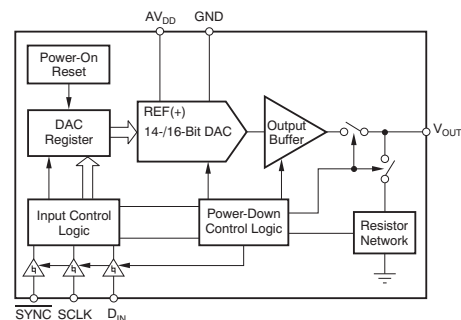 AVDD GND
Power-On
Reset
REF(+)
14-/16-Bit DAC
DAC
Register
Output
Buffer
VOUT
Input Control
Logic
Power-Down
Control Logic
Resistor
Network
SYNC SCLK DIN